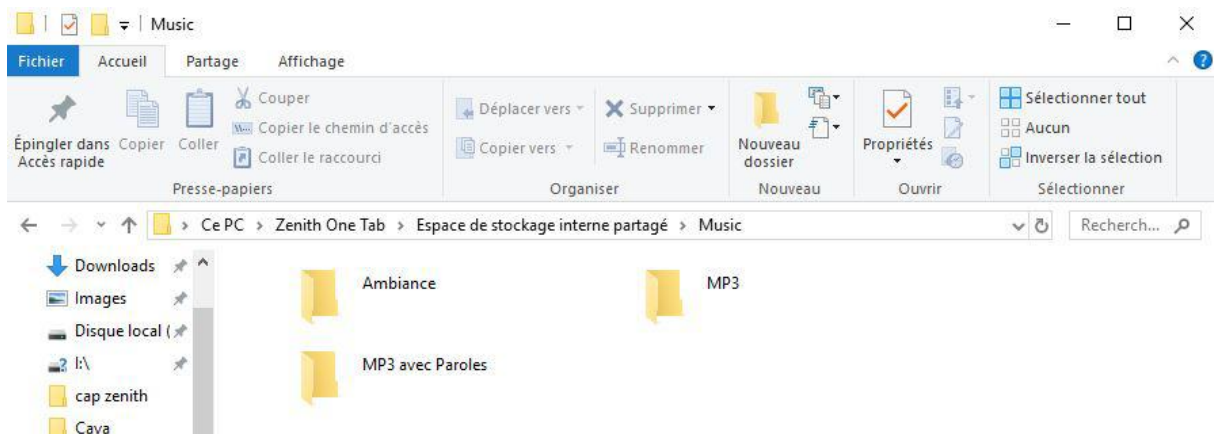 Music
Fichier Accueil Partage Affichage
Épingler dans Accès rapide
Copier
Coller
Couper
Copier le chemin d'accès
Coller le raccourci
Presse-papiers
Déplacer vers
Copier vers
Supprimer
Renommer
Organiser
Nouveau dossier
Nouveau
Propriétés
Ouvrir
Sélectionner tout
Aucun
Inverser la sélection
Sélectionner
Ce PC > Zenith One Tab > Espace de stockage interne partagé > Music
Recherch...
Downloads
Images
Disque local (
I:\
cap zenith
Cava
Ambiance
MP3
MP3 avec Paroles